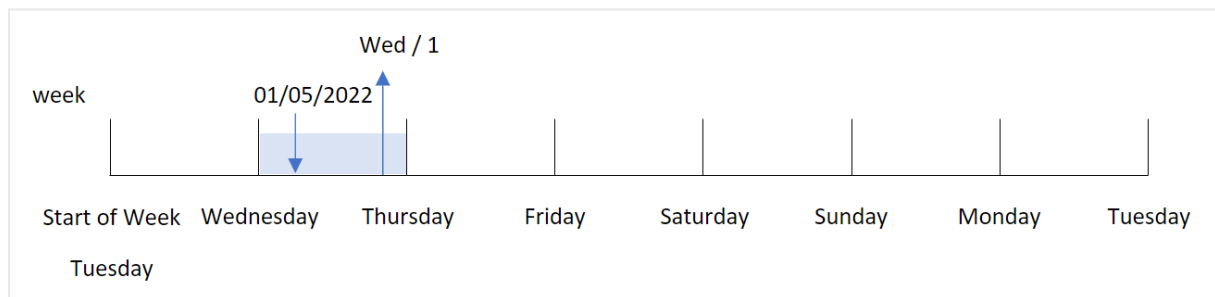 Wed / 1
week
01/05/2022
Start of Week Wednesday Thursday Friday Saturday Sunday Monday Tuesday
Tuesday